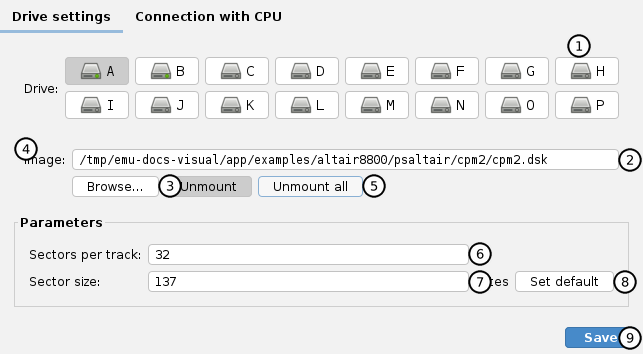 Drive settings Connection with CPU
1
Drive: A B C D E F G H
I J K L M N O P
4
Image: /tmp/emu-docs-visual/app/examples/altair8800/psaltair/cpm2/cpm2.dsk 2
Browse... 3 Unmount Unmount all 5
Parameters
Sectors per track: 32 6
Sector size: 137 7 Set default 8
Save 9